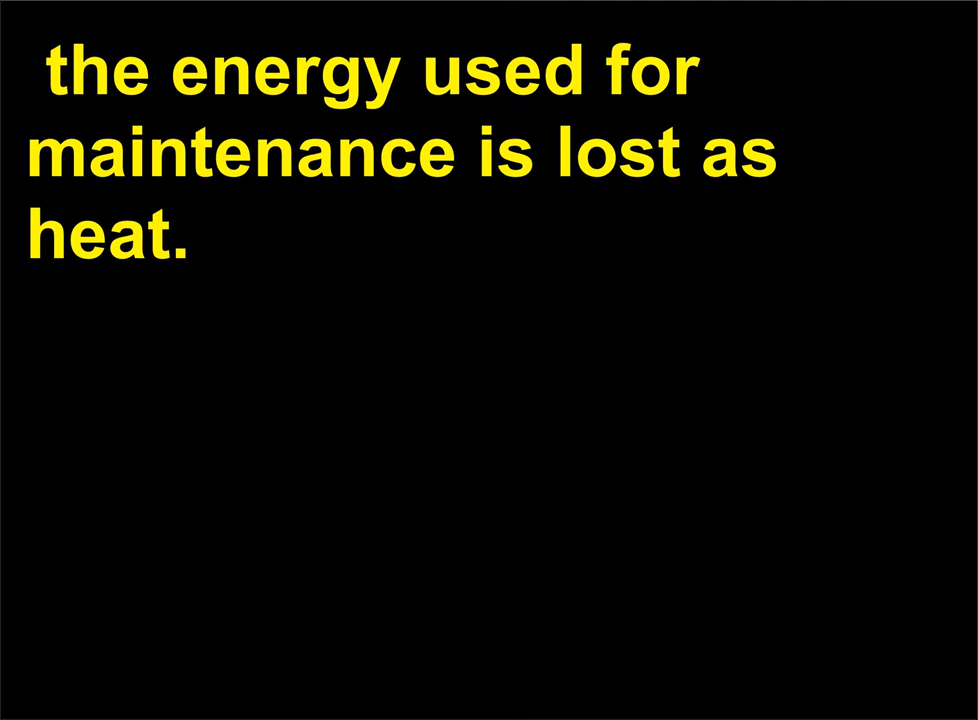 the energy used for
maintenance is lost as
heat.